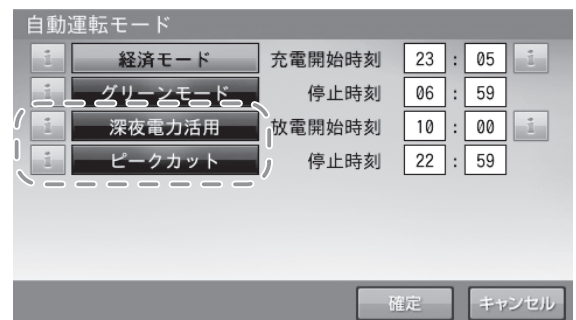 自動運転モード
i 経済モード 充電開始時刻 23 : 05 i
i グリーンモード 停止時刻 06 : 59
i 深夜電力活用 放電開始時刻 10 : 00 i
i ピークカット 停止時刻 22 : 59
確定 キャンセル